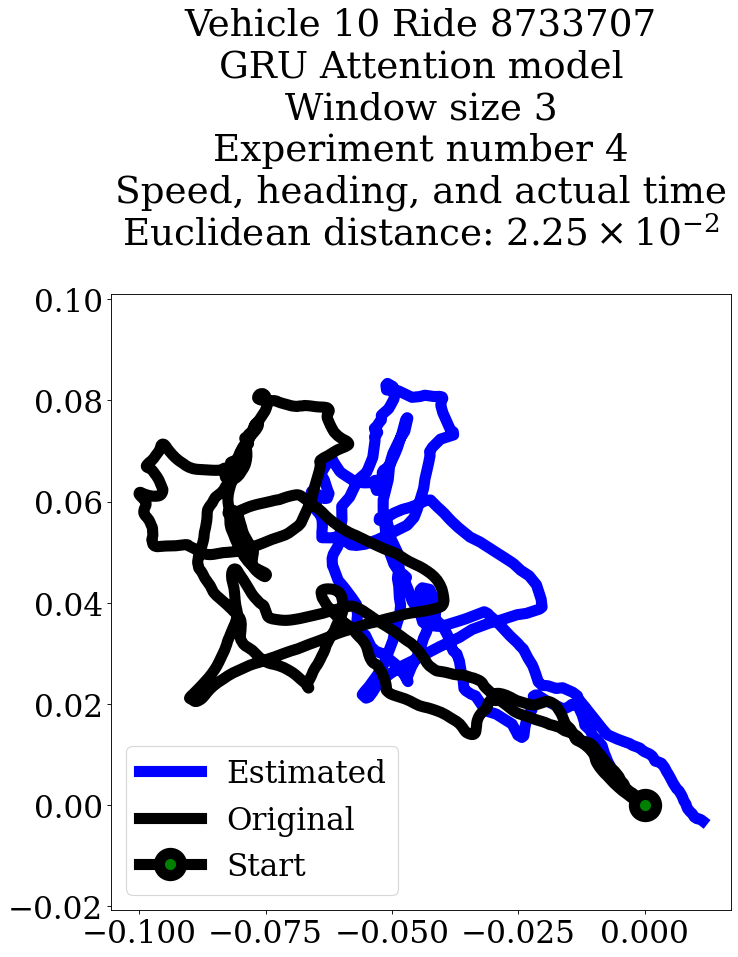 Vehicle 10 Ride 8733707
GRU Attention model
Window size 3
Experiment number 4
Speed, heading, and actual time
Euclidean distance: 2.25 × 10⁻²
0.10
0.08
0.06
0.04
0.02
0.00
−0.02
Estimated
Original
Start
−0.100 −0.075 −0.050 −0.025 0.000